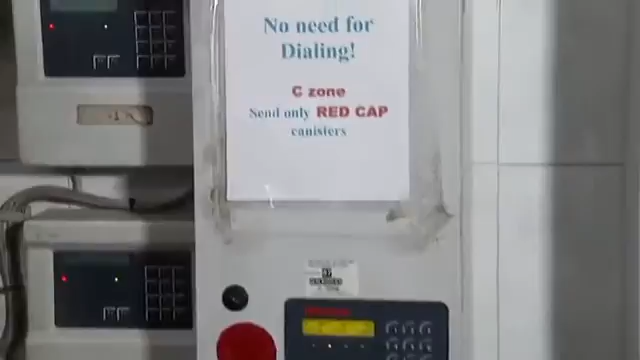 No need for
Dialing!
C zone
Send only RED CAP
canisters